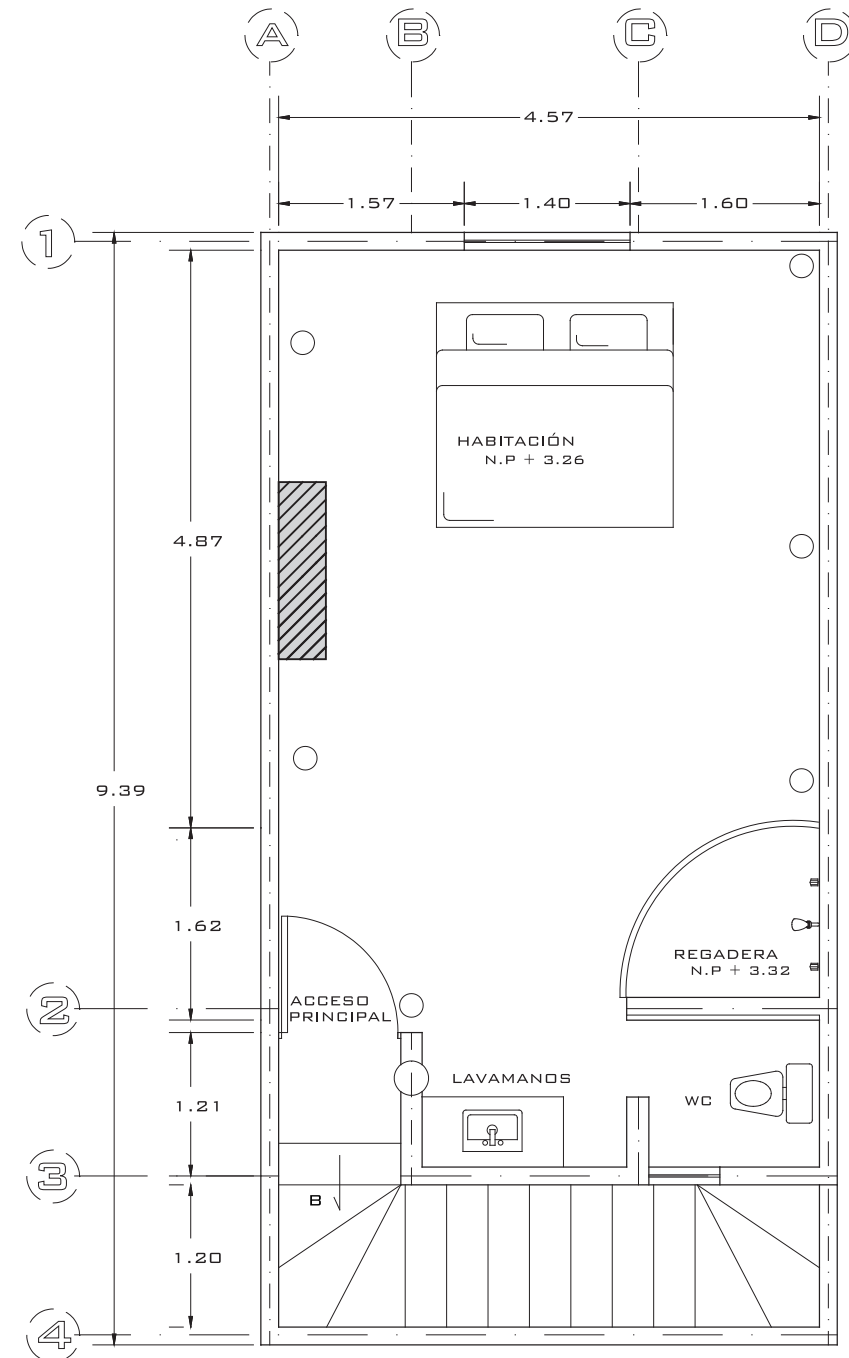 A B C D
4.57
1.57 1.40 1.60
1
HABITACIÓN
N.P + 3.26
4.87
9.39
1.62
REGADERA
N.P + 3.32
2
ACCESO
PRINCIPAL
LAVAMANOS
WC
1.21
3
B
1.20
4